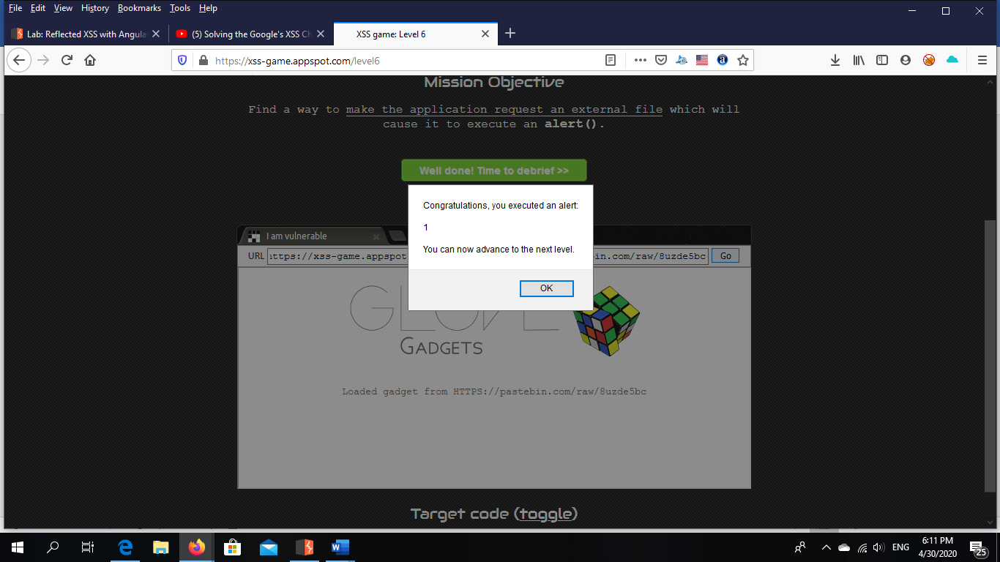 File Edit View History Bookmarks Tools Help
Lab: Reflected XSS with Angula
(5) Solving the Google's XSS Ch
XSS game: Level 6
https://xss-game.appspot.com/level6
Mission Objective
Find a way to make the application request an external file which will
cause it to execute an alert().
Well done! Time to debrief >>
Congratulations, you executed an alert:
1
You can now advance to the next level.
OK
I am vulnerable
URL https://xss-game.appspot in.com/raw/8uzde5bc Go
GLOVE
GADGETS
Loaded gadget from HTTPS://pastebin.com/raw/8uzde5bc
Target code (toggle)
ENG
6:11 PM
4/30/2020
25